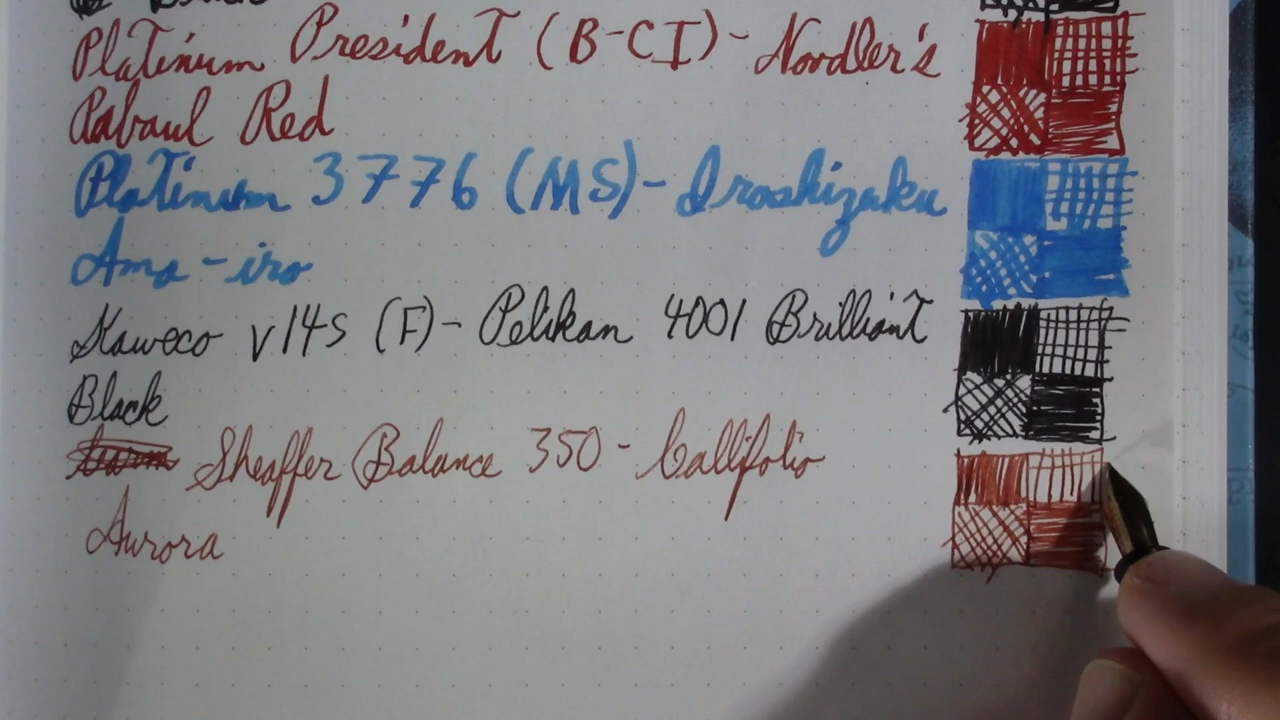 Black
Platinum President (B-CI) - Noodler's
Rabaul Red
Platinum 3776 (MS) - Iroshizuku
Ama-iro
Kaweco V14S (F) - Pelikan 4001 Brilliant
Black
Sheaffer Balance 350 - Callifolio
Aurora